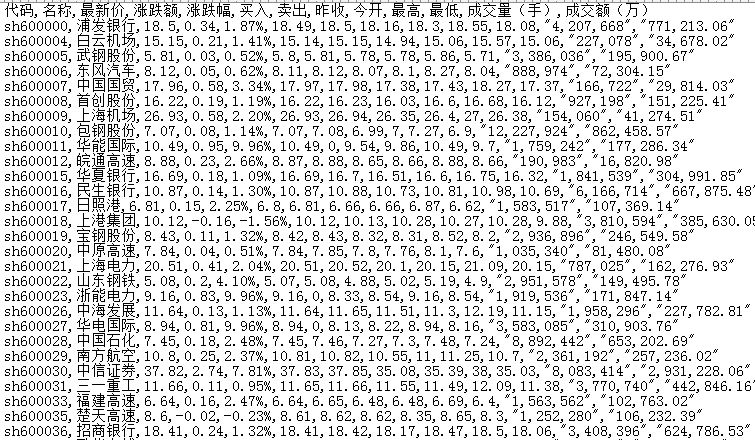 代码,名称,最新价,涨跌额,涨跌幅,买入,卖出,昨收,今开,最高,最低,成交量（手）,成交额（万）
sh600000,浦发银行,18.5,0.34,1.87%,18.49,18.5,18.16,18.3,18.55,18.08,"4,207,668","771,213.06"
sh600004,白云机场,15.15,0.21,1.41%,15.14,15.15,14.94,15.06,15.57,15.06,"227,078","34,678.02"
sh600005,武钢股份,5.81,0.03,0.52%,5.8,5.81,5.78,5.78,5.86,5.71,"3,386,036","195,900.67"
sh600006,东风汽车,8.12,0.05,0.62%,8.11,8.12,8.07,8.1,8.27,8.04,"888,974","72,304.15"
sh600007,中国国贸,17.96,0.58,3.34%,17.97,17.98,17.38,17.43,18.27,17.37,"166,722","29,814.03"
sh600008,首创股份,16.22,0.19,1.19%,16.22,16.23,16.03,16.6,16.68,16.12,"927,198","151,225.41"
sh600009,上海机场,26.93,0.58,2.20%,26.93,26.94,26.35,26.4,27,26.38,"154,060","41,274.51"
sh600010,包钢股份,7.07,0.08,1.14%,7.07,7.08,6.99,7,7.27,6.9,"12,227,924","862,458.57"
sh600011,华能国际,10.49,0.95,9.96%,10.49,0,9.54,9.86,10.49,9.7,"1,759,242","177,286.34"
sh600012,皖通高速,8.88,0.23,2.66%,8.87,8.88,8.65,8.66,8.88,8.66,"190,983","16,820.98"
sh600015,华夏银行,16.69,0.18,1.09%,16.69,16.7,16.51,16.6,16.75,16.32,"1,841,539","304,991.85"
sh600016,民生银行,10.87,0.14,1.30%,10.87,10.88,10.73,10.81,10.98,10.69,"6,166,714","667,875.48"
sh600017,日照港,6.81,0.15,2.25%,6.8,6.81,6.66,6.66,6.87,6.62,"1,583,517","107,369.14"
sh600018,上港集团,10.12,-0.16,-1.56%,10.12,10.13,10.28,10.27,10.28,9.88,"3,810,594","385,630.05
sh600019,宝钢股份,8.43,0.11,1.32%,8.42,8.43,8.32,8.31,8.52,8.2,"2,936,896","246,549.58"
sh600020,中原高速,7.84,0.04,0.51%,7.84,7.85,7.8,7.76,8.1,7.6,"1,035,340","81,480.08"
sh600021,上海电力,20.51,0.41,2.04%,20.51,20.52,20.1,20.15,21.09,20.15,"787,025","162,276.93"
sh600022,山东钢铁,5.08,0.2,4.10%,5.07,5.08,4.88,5.02,5.19,4.9,"2,951,578","149,495.78"
sh600023,浙能电力,9.16,0.83,9.96%,9.16,0,8.33,8.54,9.16,8.54,"1,919,536","171,847.14"
sh600026,中海发展,11.64,0.13,1.13%,11.64,11.65,11.51,11.3,12.19,11.15,"1,958,296","227,782.81"
sh600027,华电国际,8.94,0.81,9.96%,8.94,0,8.13,8.22,8.94,8.16,"3,583,085","310,903.76"
sh600028,中国石化,7.45,0.18,2.48%,7.45,7.46,7.27,7.3,7.48,7.24,"8,892,442","653,202.69"
sh600029,南方航空,10.8,0.25,2.37%,10.81,10.82,10.55,11,11.25,10.7,"2,361,192","257,236.02"
sh600030,中信证券,37.82,2.74,7.81%,37.83,37.85,35.08,35.39,38,35.03,"8,083,414","2,931,228.06"
sh600031,三一重工,11.66,0.11,0.95%,11.65,11.66,11.55,11.49,12.09,11.38,"3,770,740","442,846.16"
sh600033,福建高速,6.64,0.16,2.47%,6.64,6.65,6.48,6.48,6.69,6.4,"1,563,562","102,763.02"
sh600035,楚天高速,8.6,-0.02,-0.23%,8.61,8.62,8.62,8.35,8.65,8.3,"1,252,280","106,232.39"
sh600036,招商银行,18.41,0.24,1.32%,18.41,18.42,18.17,18.47,18.5,18.06,"3,408,396","624,786.53"